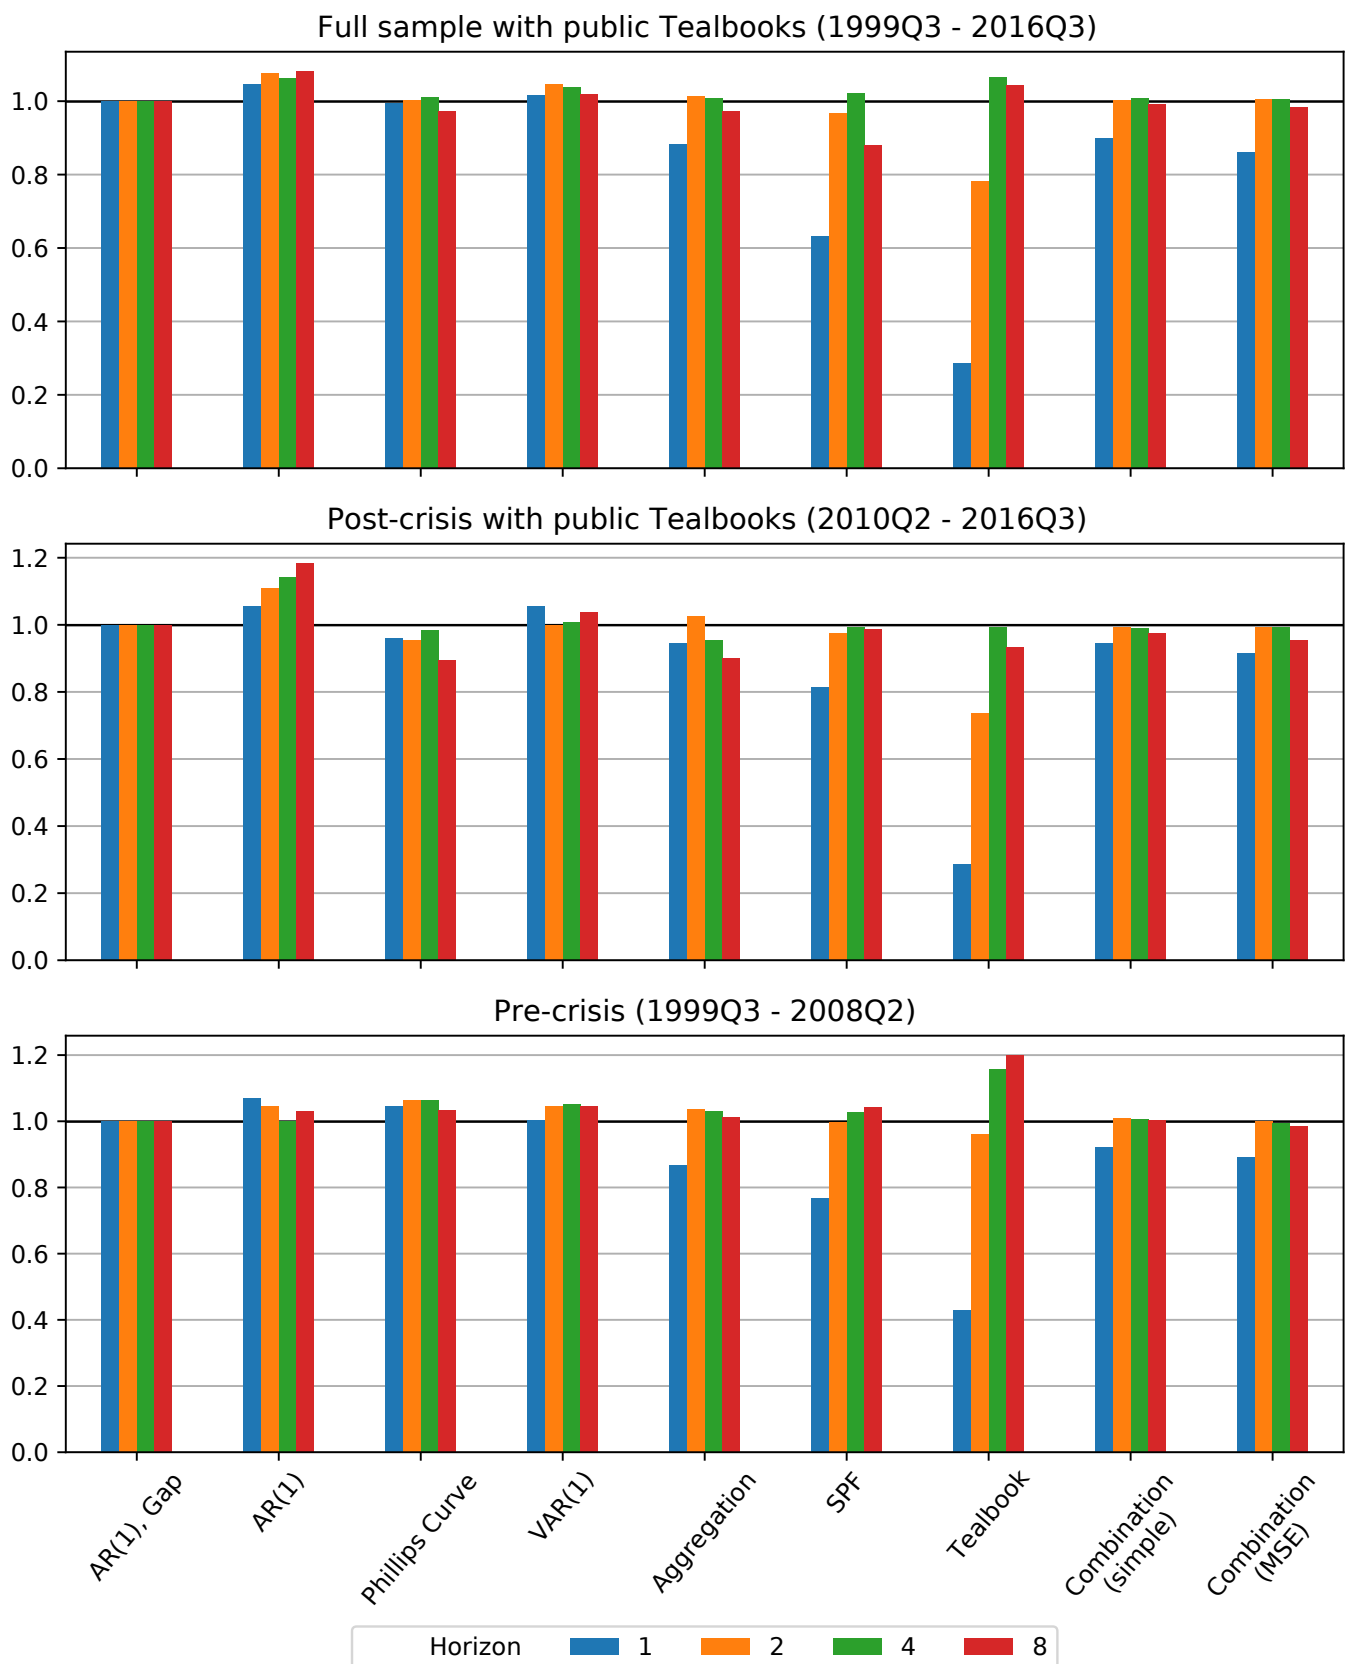 Full sample with public Tealbooks (1999Q3 - 2016Q3)
1.0
0.8
0.6
0.4
0.2
0.0
Post-crisis with public Tealbooks (2010Q2 - 2016Q3)
1.2
1.0
0.8
0.6
0.4
0.2
0.0
Pre-crisis (1999Q3 - 2008Q2)
1.2
1.0
0.8
0.6
0.4
0.2
0.0
AR(1), Gap
AR(1)
Phillips Curve
VAR(1)
Aggregation
SPF
Tealbook
Combination
(simple)
Combination
(MSE)
Horizon 1 2 4 8